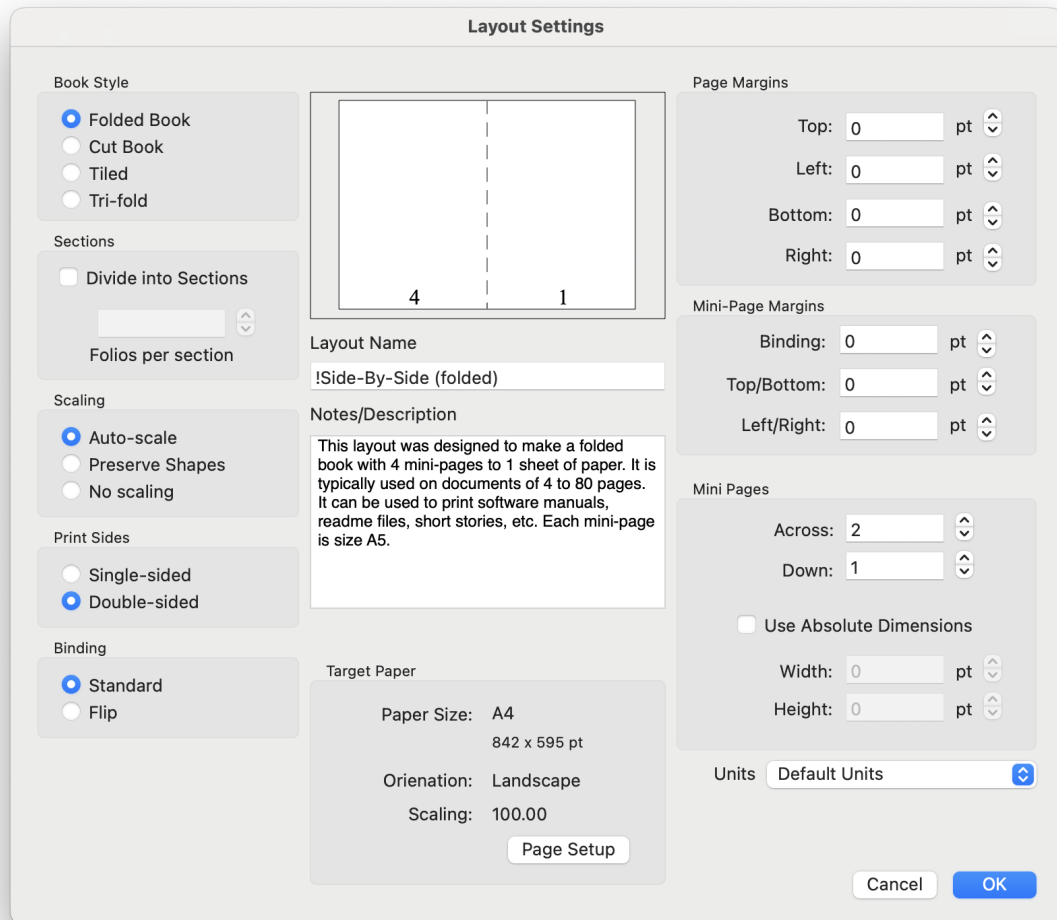 Layout Settings
Book Style
Folded Book
Cut Book
Tiled
Tri-fold
Sections
Divide into Sections
Folios per section
Scaling
Auto-scale
Preserve Shapes
No scaling
Print Sides
Single-sided
Double-sided
Binding
Standard
Flip
4 1
Layout Name
!Side-By-Side (folded)
Notes/Description
This layout was designed to make a folded
book with 4 mini-pages to 1 sheet of paper. It is
typically used on documents of 4 to 80 pages.
It can be used to print software manuals,
readme files, short stories, etc. Each mini-page
is size A5.
Target Paper
Paper Size: A4
842 x 595 pt
Orienation: Landscape
Scaling: 100.00
Page Setup
Page Margins
Top: 0 pt
Left: 0 pt
Bottom: 0 pt
Right: 0 pt
Mini-Page Margins
Binding: 0 pt
Top/Bottom: 0 pt
Left/Right: 0 pt
Mini Pages
Across: 2
Down: 1
Use Absolute Dimensions
Width: 0 pt
Height: 0 pt
Units Default Units
Cancel OK